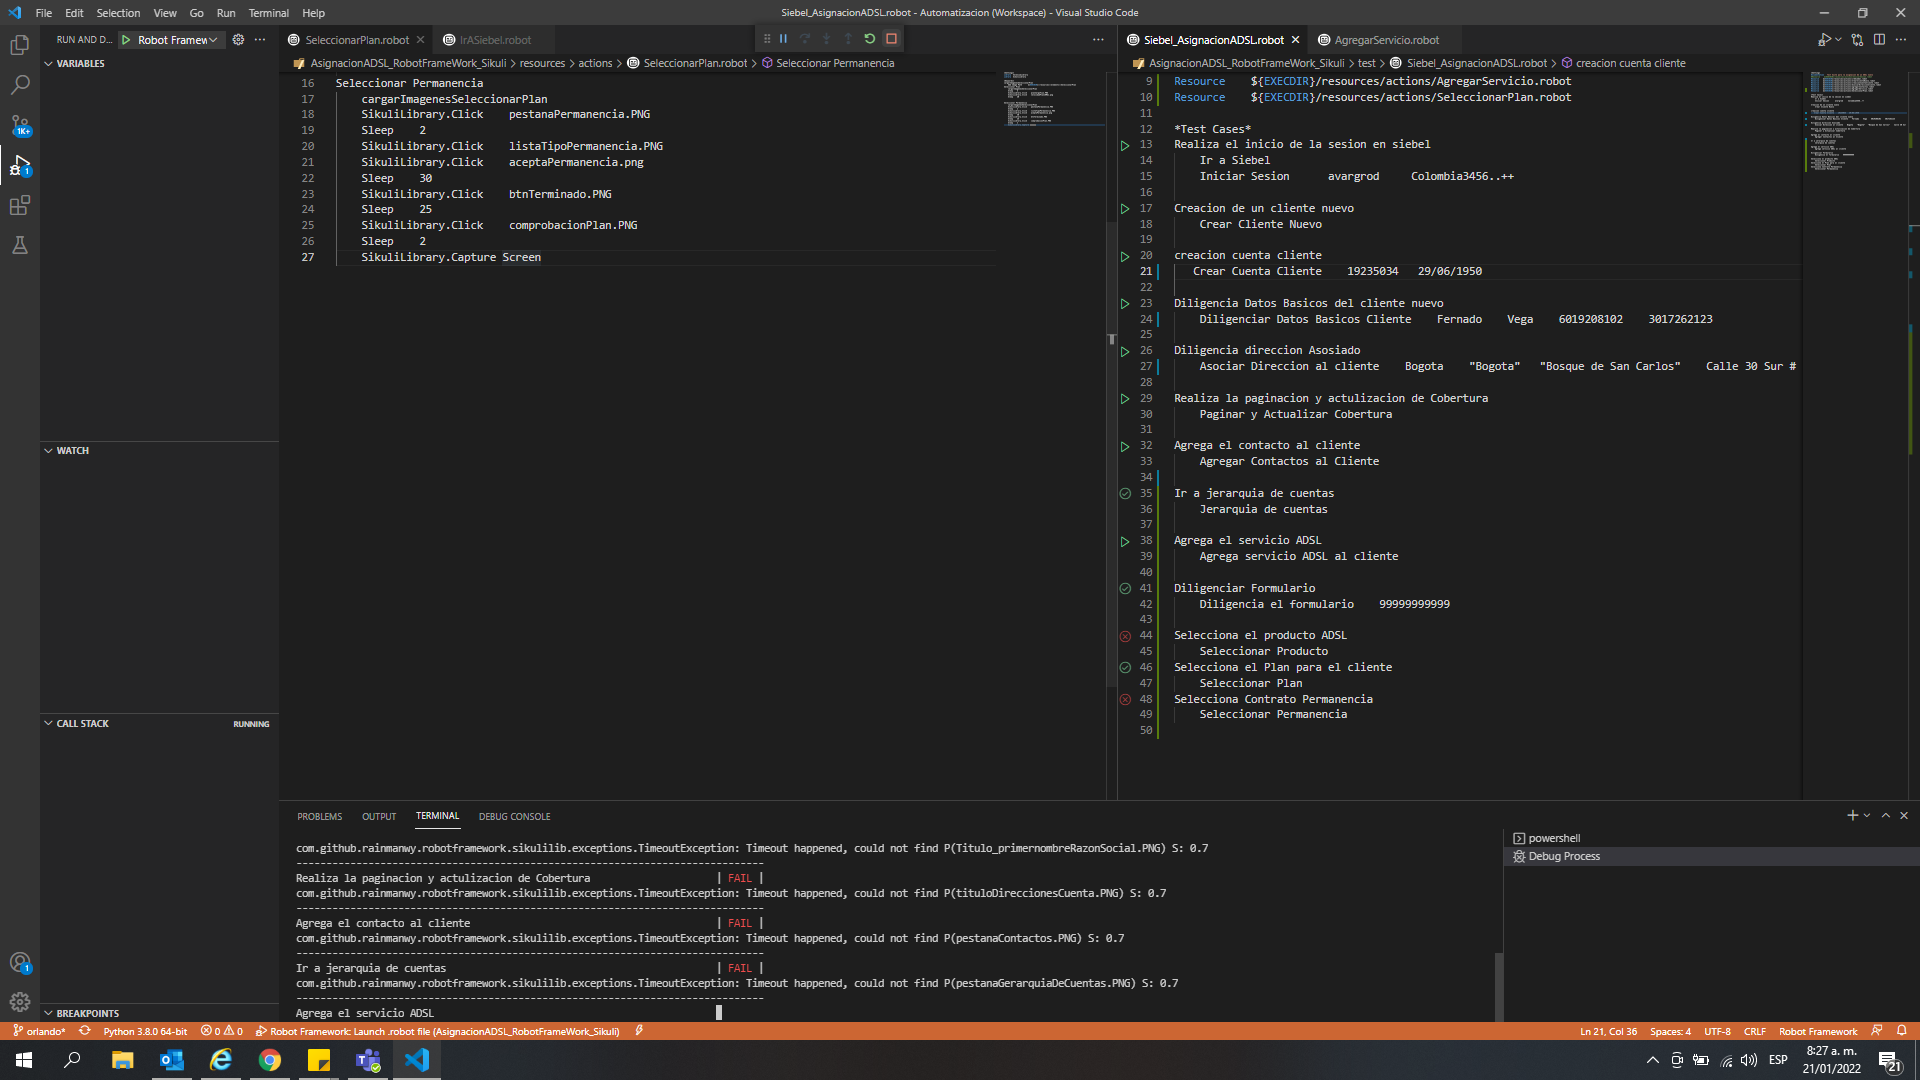 File Edit Selección View Go Run Terminal Help
Siebel_AsignacionADSL.robot - Automatizacion (Workspace) - Visual Studio Code
RUN AND D... Robot Framew
SeleccionarPlan.robot
IrASiebel.robot
Siebel_AsignacionADSL.robot
AgregarServicio.robot
VARIABLES
AsignacionADSL_RobotFrameWork_Sikuli > resources > actions > SeleccionarPlan.robot > Seleccionar Permanencia
16 Seleccionar Permanencia
17 cargarImagenesSeleccionarPlan
18 SikuliLibrary.Click pestanaPermanencia.PNG
19 Sleep 2
20 SikuliLibrary.Click listaTipoPermanencia.PNG
21 SikuliLibrary.Click aceptaPermanencia.png
22 Sleep 30
23 SikuliLibrary.Click btnTerminado.PNG
24 Sleep 25
25 SikuliLibrary.Click comprobacionPlan.PNG
26 Sleep 2
27 SikuliLibrary.Capture Screen
AsignacionADSL_RobotFrameWork_Sikuli > test > Siebel_AsignacionADSL.robot > creacion cuenta cliente
9 Resource ${EXECDIR}/resources/actions/AgregarServicio.robot
10 Resource ${EXECDIR}/resources/actions/SeleccionarPlan.robot
11
12 *Test Cases*
13 Realiza el inicio de la sesion en siebel
14 Ir a Siebel
15 Iniciar Sesion avargrod Colombia3456..++
16
17 Creacion de un cliente nuevo
18 Crear Cliente Nuevo
19
20 creacion cuenta cliente
21 Crear Cuenta Cliente 19235034 29/06/1950
22
23 Diligencia Datos Basicos del cliente nuevo
24 Diligenciar Datos Basicos Cliente Fernado Vega 6019208102 3017262123
25
26 Diligencia direccion Asosiado
27 Asociar Direccion al cliente Bogota "Bogota" "Bosque de San Carlos" Calle 30 Sur #
28
29 Realiza la paginacion y actulizacion de Cobertura
30 Paginar y Actualizar Cobertura
31
32 Agrega el contacto al cliente
33 Agregar Contactos al Cliente
34
35 Ir a jerarquia de cuentas
36 Jerarquia de cuentas
37
38 Agrega el servicio ADSL
39 Agrega servicio ADSL al cliente
40
41 Diligenciar Formulario
42 Diligencia el formulario 99999999999
43
44 Selecciona el producto ADSL
45 Seleccionar Producto
46 Selecciona el Plan para el cliente
47 Seleccionar Plan
48 Selecciona Contrato Permanencia
49 Seleccionar Permanencia
50
1K+
1
WATCH
CALL STACK RUNNING
BREAKPOINTS
1
PROBLEMS OUTPUT TERMINAL DEBUG CONSOLE
com.github.rainmanwy.robotframework.sikulilib.exceptions.TimeoutException: Timeout happened, could not find P(Titulo_primernombreRazonSocial.PNG) S: 0.7
------------------------------------------------------------------------------
Realiza la paginacion y actulizacion de Cobertura | FAIL |
com.github.rainmanwy.robotframework.sikulilib.exceptions.TimeoutException: Timeout happened, could not find P(tituloDireccionesCuenta.PNG) S: 0.7
------------------------------------------------------------------------------
Agrega el contacto al cliente | FAIL |
com.github.rainmanwy.robotframework.sikulilib.exceptions.TimeoutException: Timeout happened, could not find P(pestanaContactos.PNG) S: 0.7
------------------------------------------------------------------------------
Ir a jerarquia de cuentas | FAIL |
com.github.rainmanwy.robotframework.sikulilib.exceptions.TimeoutException: Timeout happened, could not find P(pestanaGerarquiaDeCuentas.PNG) S: 0.7
------------------------------------------------------------------------------
Agrega el servicio ADSL
powershell
Debug Process
orlando* Python 3.8.0 64-bit 0 0 Robot Framework: Launch .robot file (AsignacionADSL_RobotFrameWork_Sikuli)
Ln 21, Col 36 Spaces: 4 UTF-8 CRLF Robot Framework
ESP
8:27 a. m.
21/01/2022
21